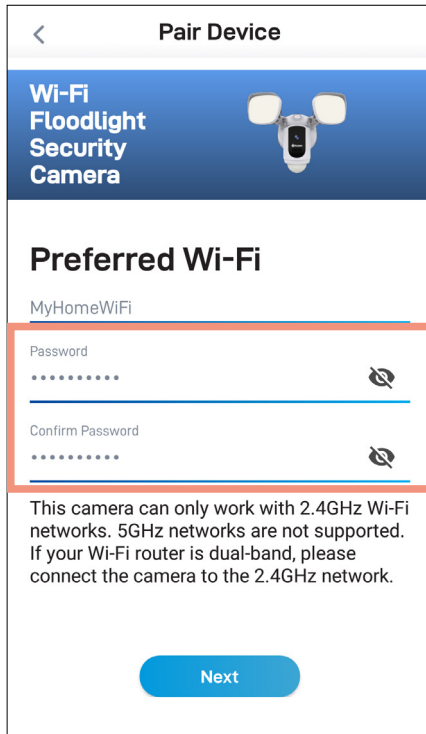 Pair Device
Wi-Fi
Floodlight
Security
Camera
Preferred Wi-Fi
MyHomeWiFi
Password
••••••••••
Confirm Password
••••••••••
This camera can only work with 2.4GHz Wi-Fi
networks. 5GHz networks are not supported.
If your Wi-Fi router is dual-band, please
connect the camera to the 2.4GHz network.
Next